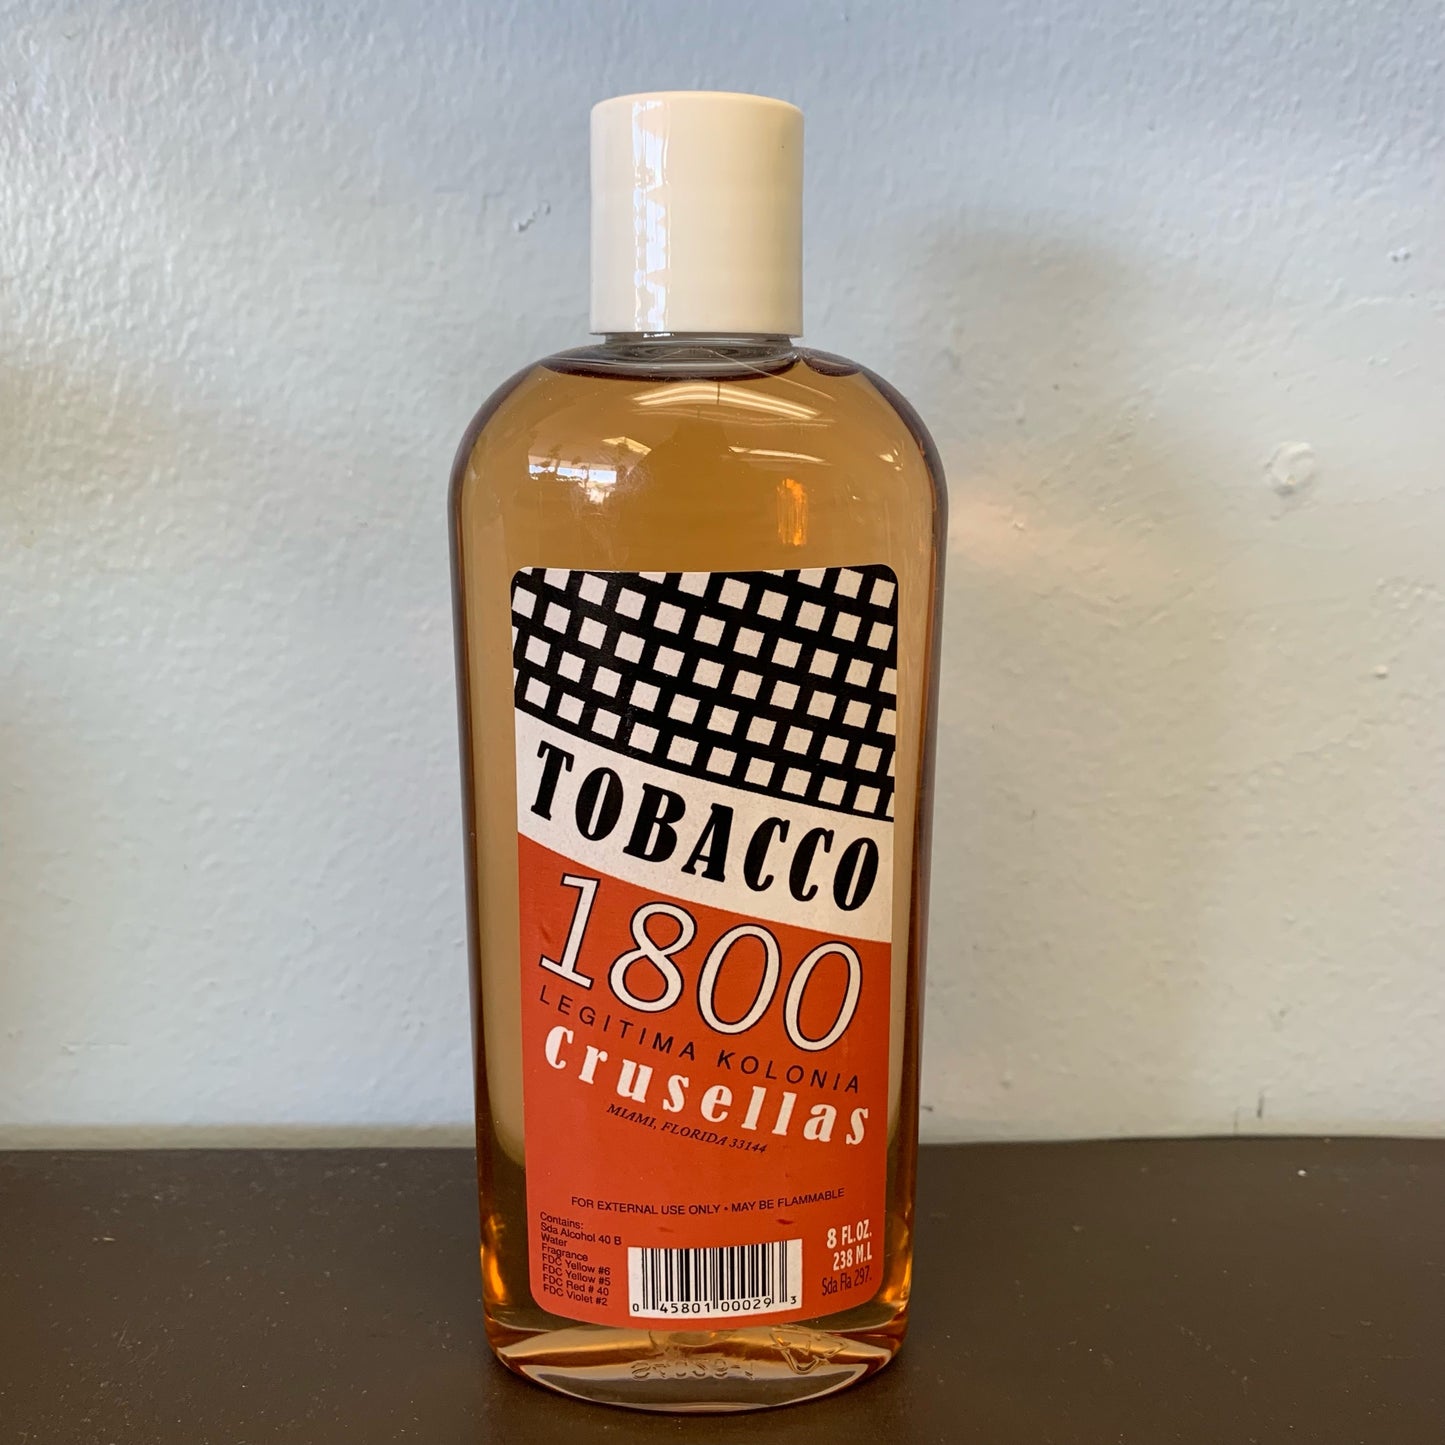 TOBACCO
1800
LEGITIMA KOLONIA
Crusellas
MIAMI, FLORIDA 33144
FOR EXTERNAL USE ONLY • MAY BE FLAMMABLE
Contains:
Sda Alcohol 40 B
Water
Fragrance
FDC Yellow #6
FDC Yellow #5
FDC Red # 40
FDC Violet #2
0 45801 00029 3
8 FL.OZ.
238 M.L
Sda Fla 297.